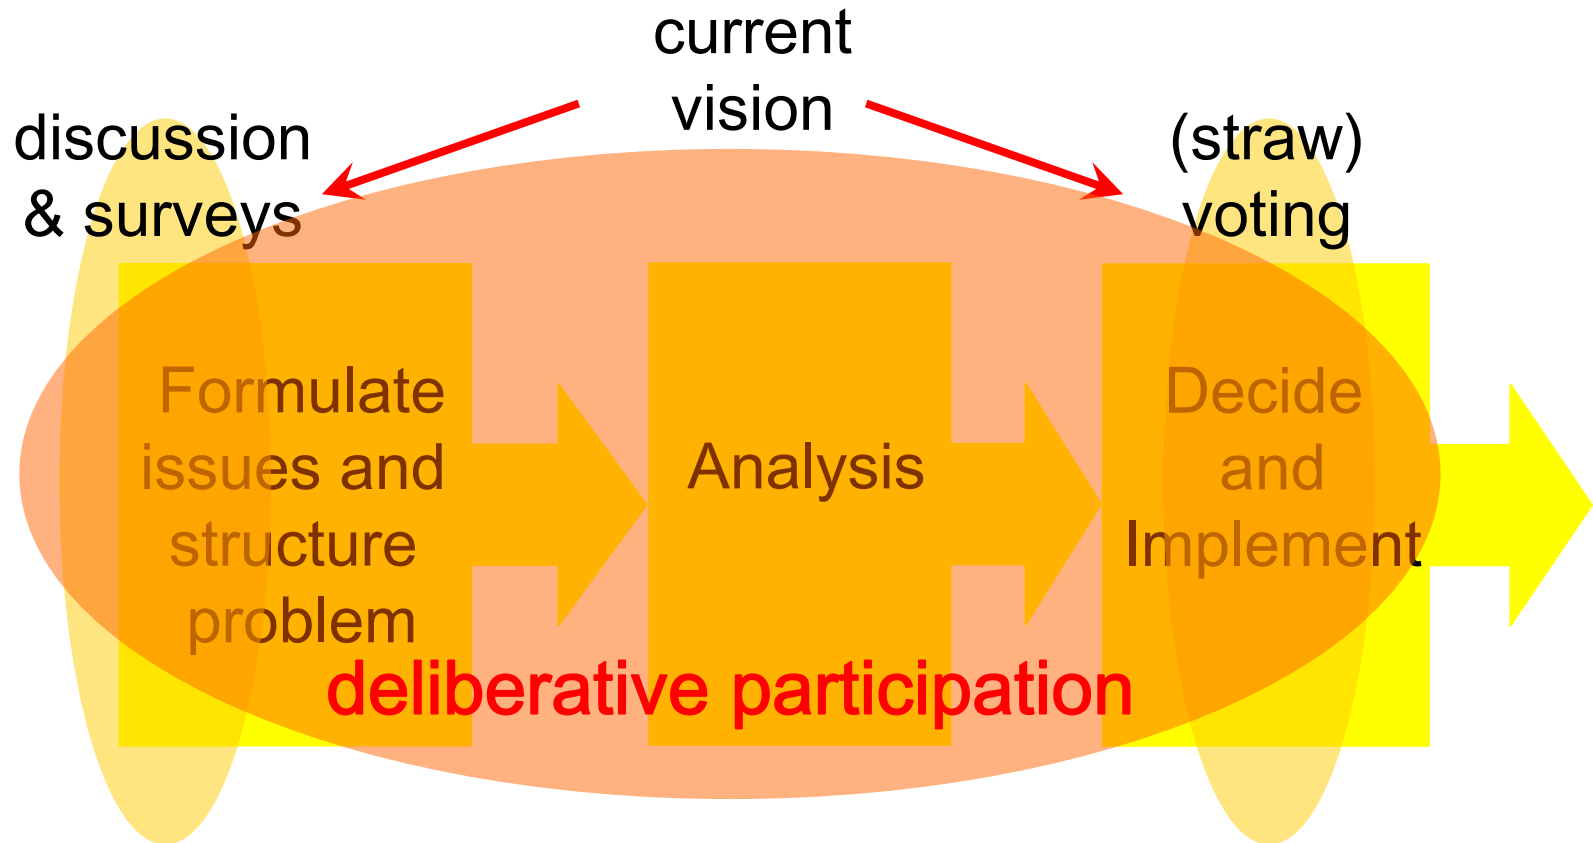 current
vision
discussion
& surveys
(straw)
voting
Formulate
issues and
structure
problem
Analysis
Decide
and
Implement
deliberative participation